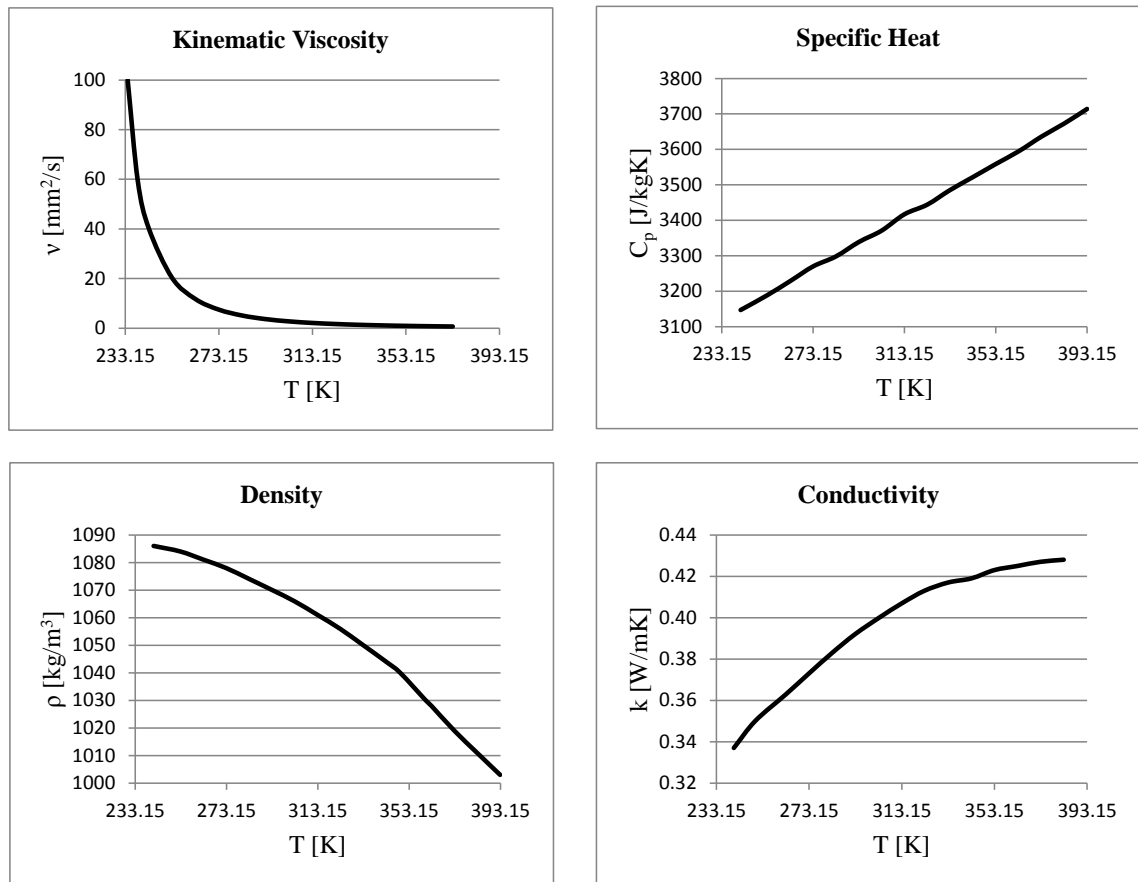 Kinematic Viscosity
ν [mm²/s]
100
80
60
40
20
0
233.15 273.15 313.15 353.15 393.15
T [K]
Specific Heat
Cp [J/kgK]
3800
3700
3600
3500
3400
3300
3200
3100
233.15 273.15 313.15 353.15 393.15
T [K]
Density
ρ [kg/m³]
1090
1080
1070
1060
1050
1040
1030
1020
1010
1000
233.15 273.15 313.15 353.15 393.15
T [K]
Conductivity
k [W/mK]
0.44
0.42
0.40
0.38
0.36
0.34
0.32
233.15 273.15 313.15 353.15 393.15
T [K]